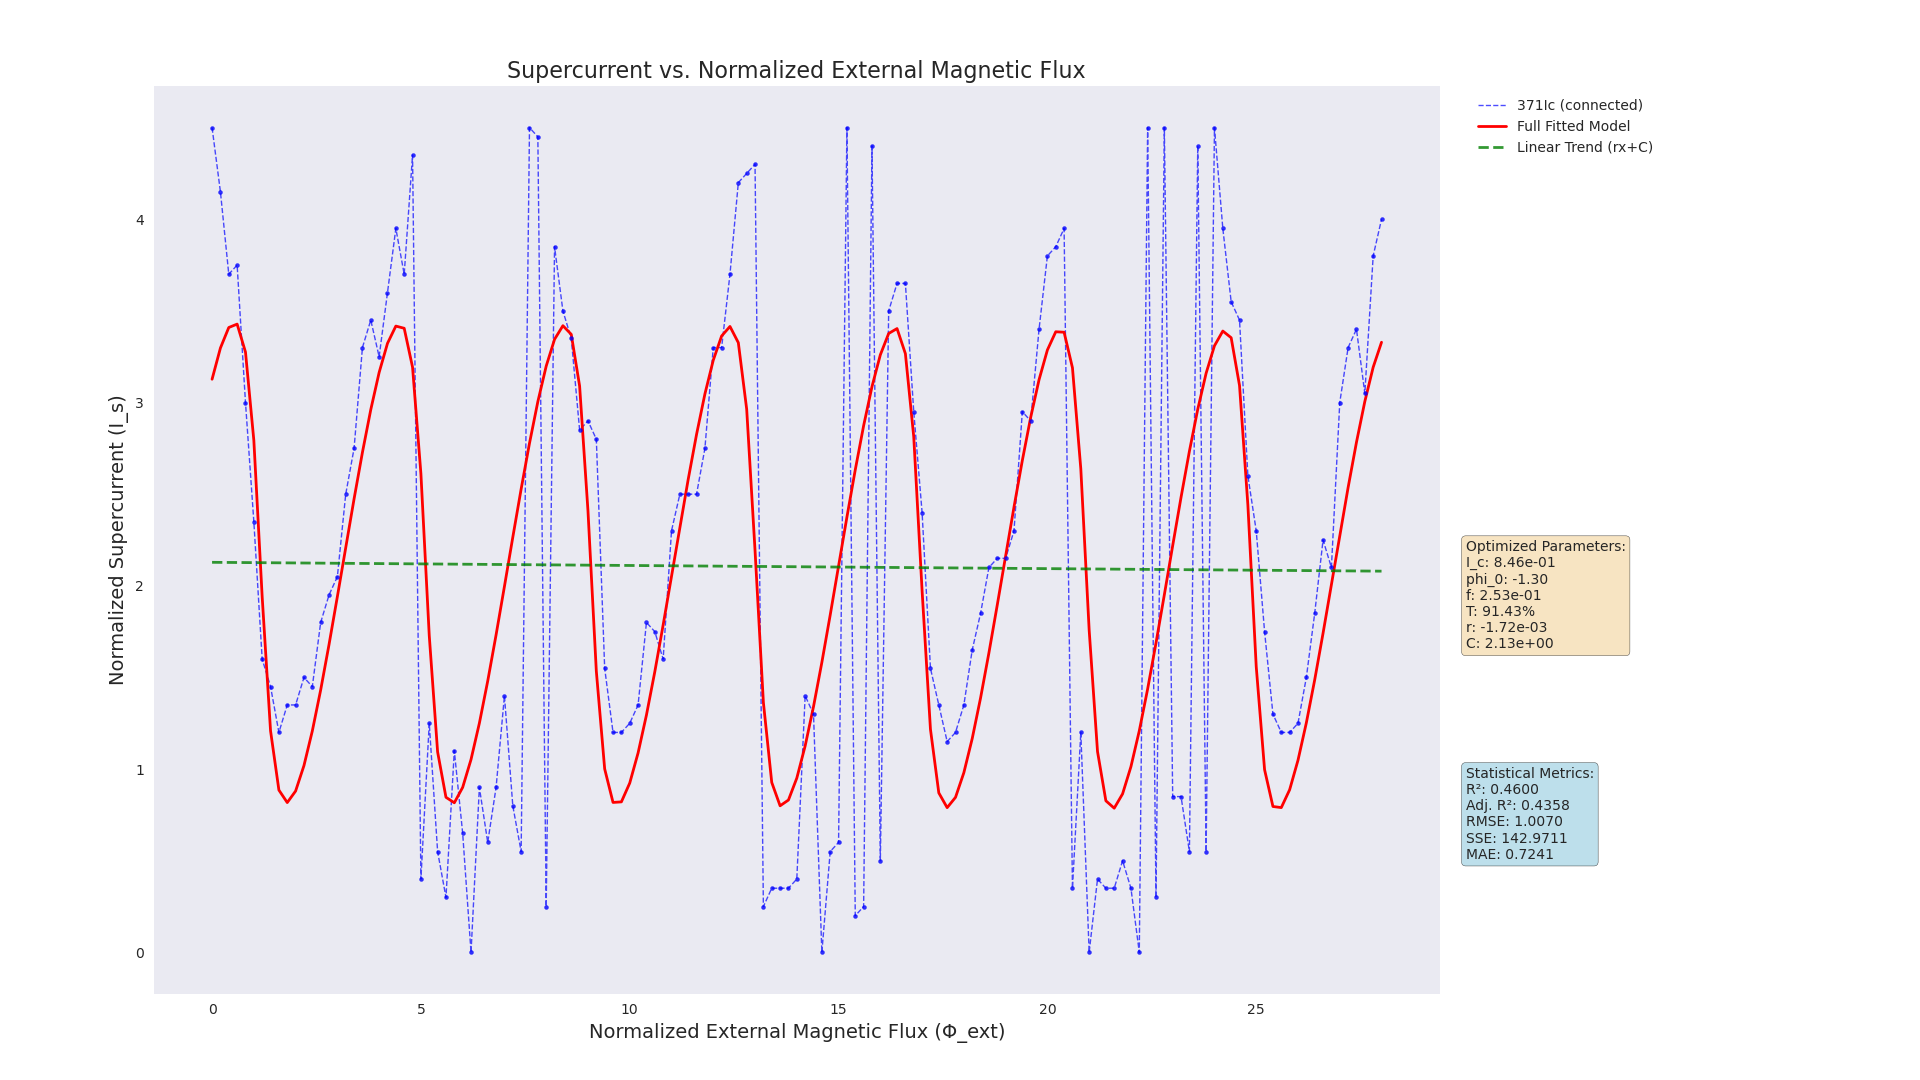 Supercurrent vs. Normalized External Magnetic Flux
371Ic (connected)
Full Fitted Model
Linear Trend (rx+C)
Normalized Supercurrent (I_s)
4
3
2
1
0
0 5 10 15 20 25
Normalized External Magnetic Flux (Φ_ext)
Optimized Parameters:
I_c: 8.46e-01
phi_0: -1.30
f: 2.53e-01
T: 91.43%
r: -1.72e-03
C: 2.13e+00
Statistical Metrics:
R²: 0.4600
Adj. R²: 0.4358
RMSE: 1.0070
SSE: 142.9711
MAE: 0.7241